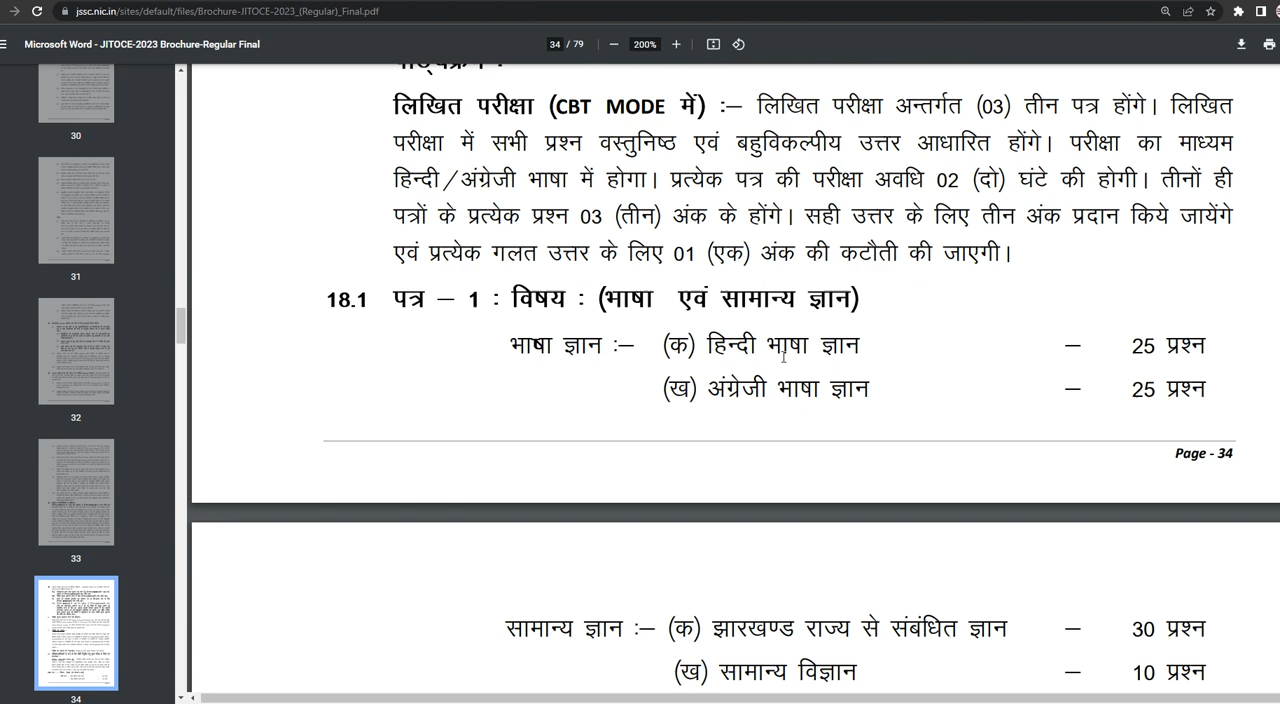 jssc.nic.in/sites/default/files/Brochure-JITOCE-2023_(Regular)_Final.pdf
Microsoft Word - JITOCE-2023 Brochure-Regular Final
34 / 79
200%
30
31
32
33
34
लिखित परीक्षा (CBT MODE में) :– लिखित परीक्षा अन्तर्गत (03) तीन पत्र होंगे। लिखित
परीक्षा में सभी प्रश्न वस्तुनिष्ठ एवं बहुविकल्पीय उत्तर आधारित होंगे। परीक्षा का माध्यम
हिन्दी/अंग्रेजी भाषा में होगा। प्रत्येक पत्र की परीक्षा अवधि 02 (दो) घंटे की होगी। तीनों ही
पत्रों के प्रत्येक प्रश्न 03 (तीन) अंक के होंगे। सही उत्तर के लिए तीन अंक प्रदान किये जायेंगे
एवं प्रत्येक गलत उत्तर के लिए 01 (एक) अंक की कटौती की जाएगी।
18.1 पत्र – 1 : विषय : (भाषा एवं सामान्य ज्ञान)
भाषा ज्ञान :– (क) हिन्दी भाषा ज्ञान – 25 प्रश्न
(ख) अंग्रेजी भाषा ज्ञान – 25 प्रश्न
Page - 34
ज्ञान :– (क) झारखण्ड राज्य से संबंधित ज्ञान – 30 प्रश्न
(ख) सामान्य विज्ञान – 10 प्रश्न